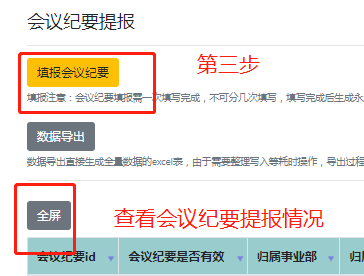 会议纪要提报
填报会议纪要
第三步
填报注意：会议纪要填报需一次填写完成，不可分几次填写，填写完成后生成永
数据导出
数据导出直接生成全量数据的excel表，由于需要整理写入等耗时操作，导出过程
全屏
查看会议纪要提报情况
会议纪要id 会议纪要是否有效 归属事业部 归